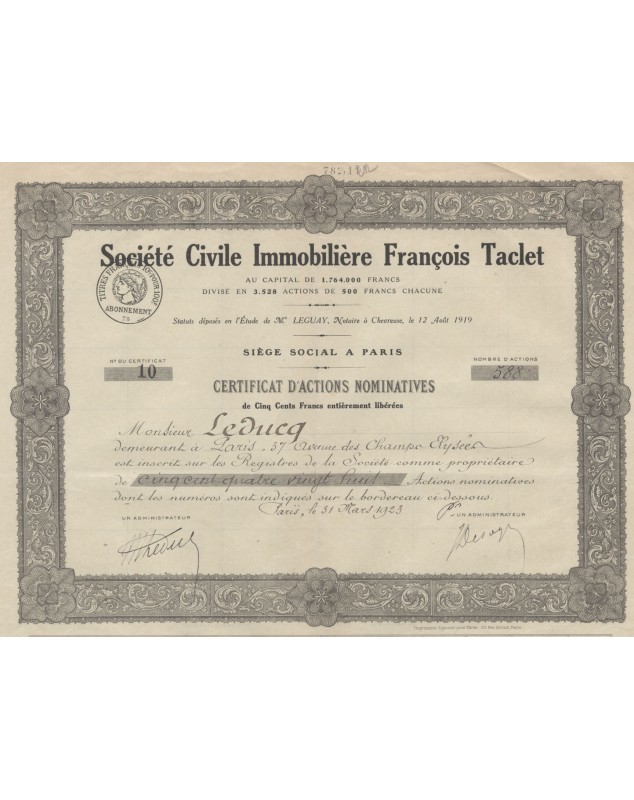 Société Civile Immobilière François Taclet
AU CAPITAL DE 1.764.000 FRANCS
DIVISÉ EN 3.528 ACTIONS DE 500 FRANCS CHACUNE
ABONNEMENT
Statuts déposés en l'Étude de Me LEGUAY, Notaire à Chevreuse, le 12 Août 1919
SIÈGE SOCIAL A PARIS
No DU CERTIFICAT
10
NOMBRE D'ACTIONS
588
CERTIFICAT D'ACTIONS NOMINATIVES
de Cinq Cents Francs entièrement libérées
Monsieur Leducq
demeurant à Paris. 37 Avenue des Champs Elysées
est inscrit sur les Registres de la Société comme propriétaire
de cinq cent quatre vingt huit Actions nominatives
dont les numéros sont indiqués sur le bordereau ci-dessous.
Paris, le 31 Mars 1923
UN ADMINISTRATEUR
Pr UN ADMINISTRATEUR